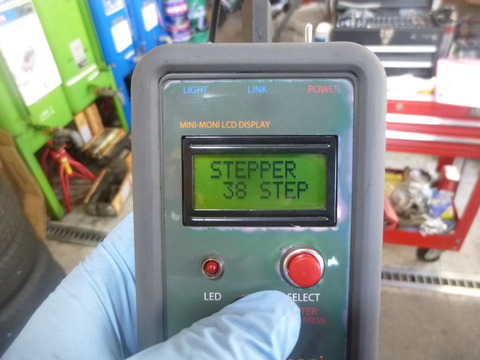 LIGHT LINK POWER
MINI-MONI LCD DISPLAY
STEPPER
38 STEP
LED SELECT